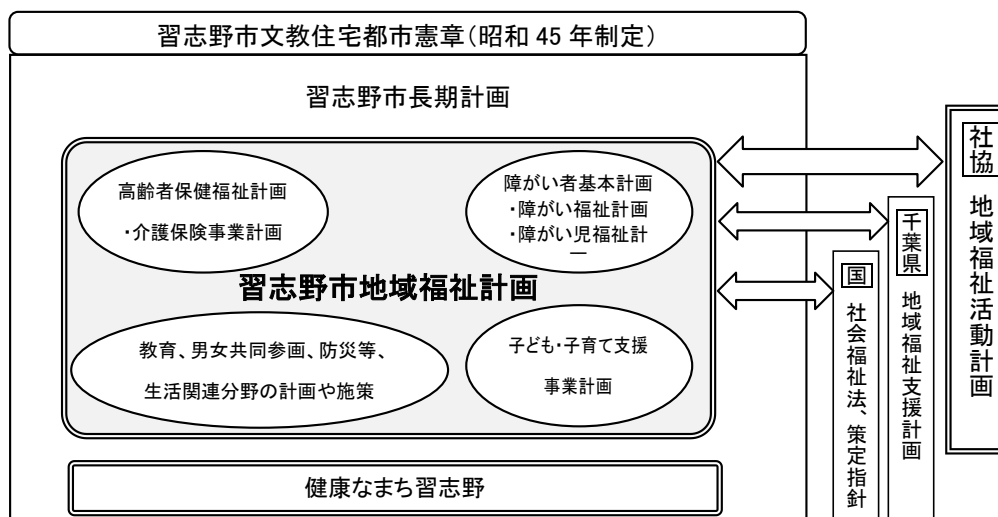 習志野市文教住宅都市憲章（昭和 45 年制定）
習志野市長期計画
高齢者保健福祉計画
・介護保険事業計画
障がい者基本計画
・障がい福祉計画
・障がい児福祉計
習志野市地域福祉計画
教育、男女共同参画、防災等、
生活関連分野の計画や施策
子ども・子育て支援
事業計画
健康なまち習志野
国 社会福祉法、策定指針
千葉県 地域福祉支援計画
社協 地域福祉活動計画